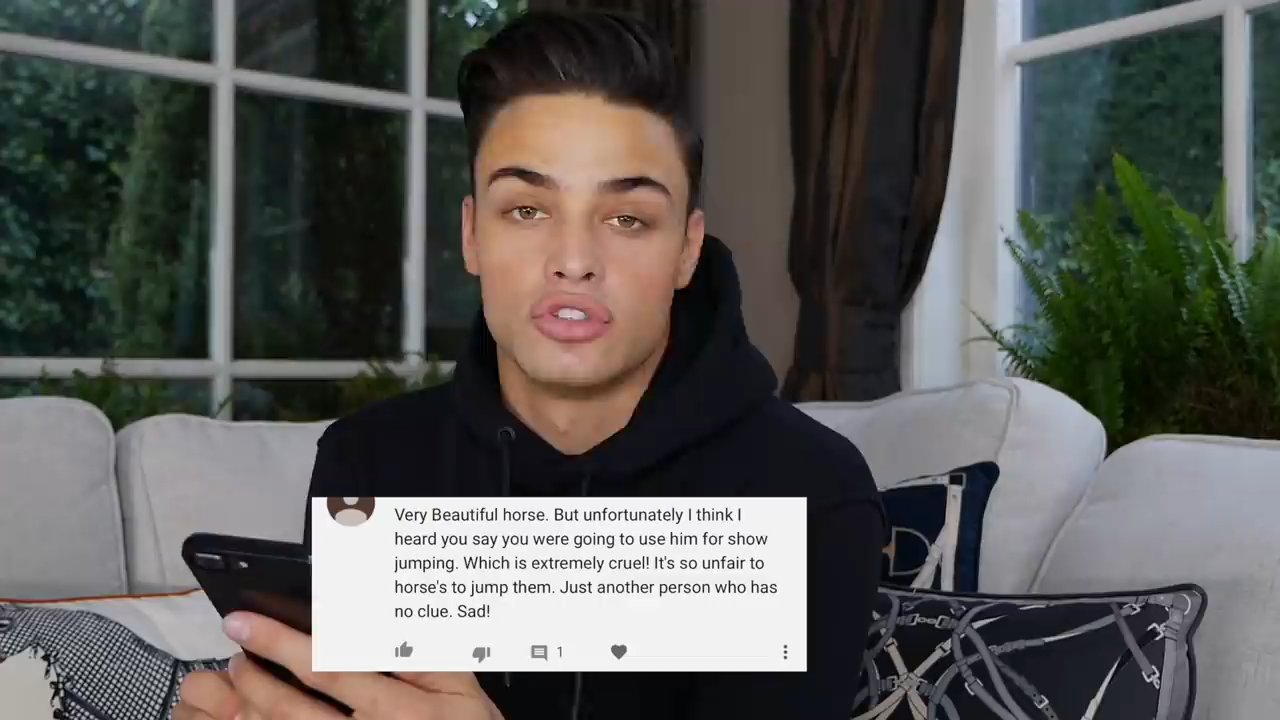 Very Beautiful horse. But unfortunately I think I
heard you say you were going to use him for show
jumping. Which is extremely cruel! It's so unfair to
horse's to jump them. Just another person who has
no clue. Sad!
1